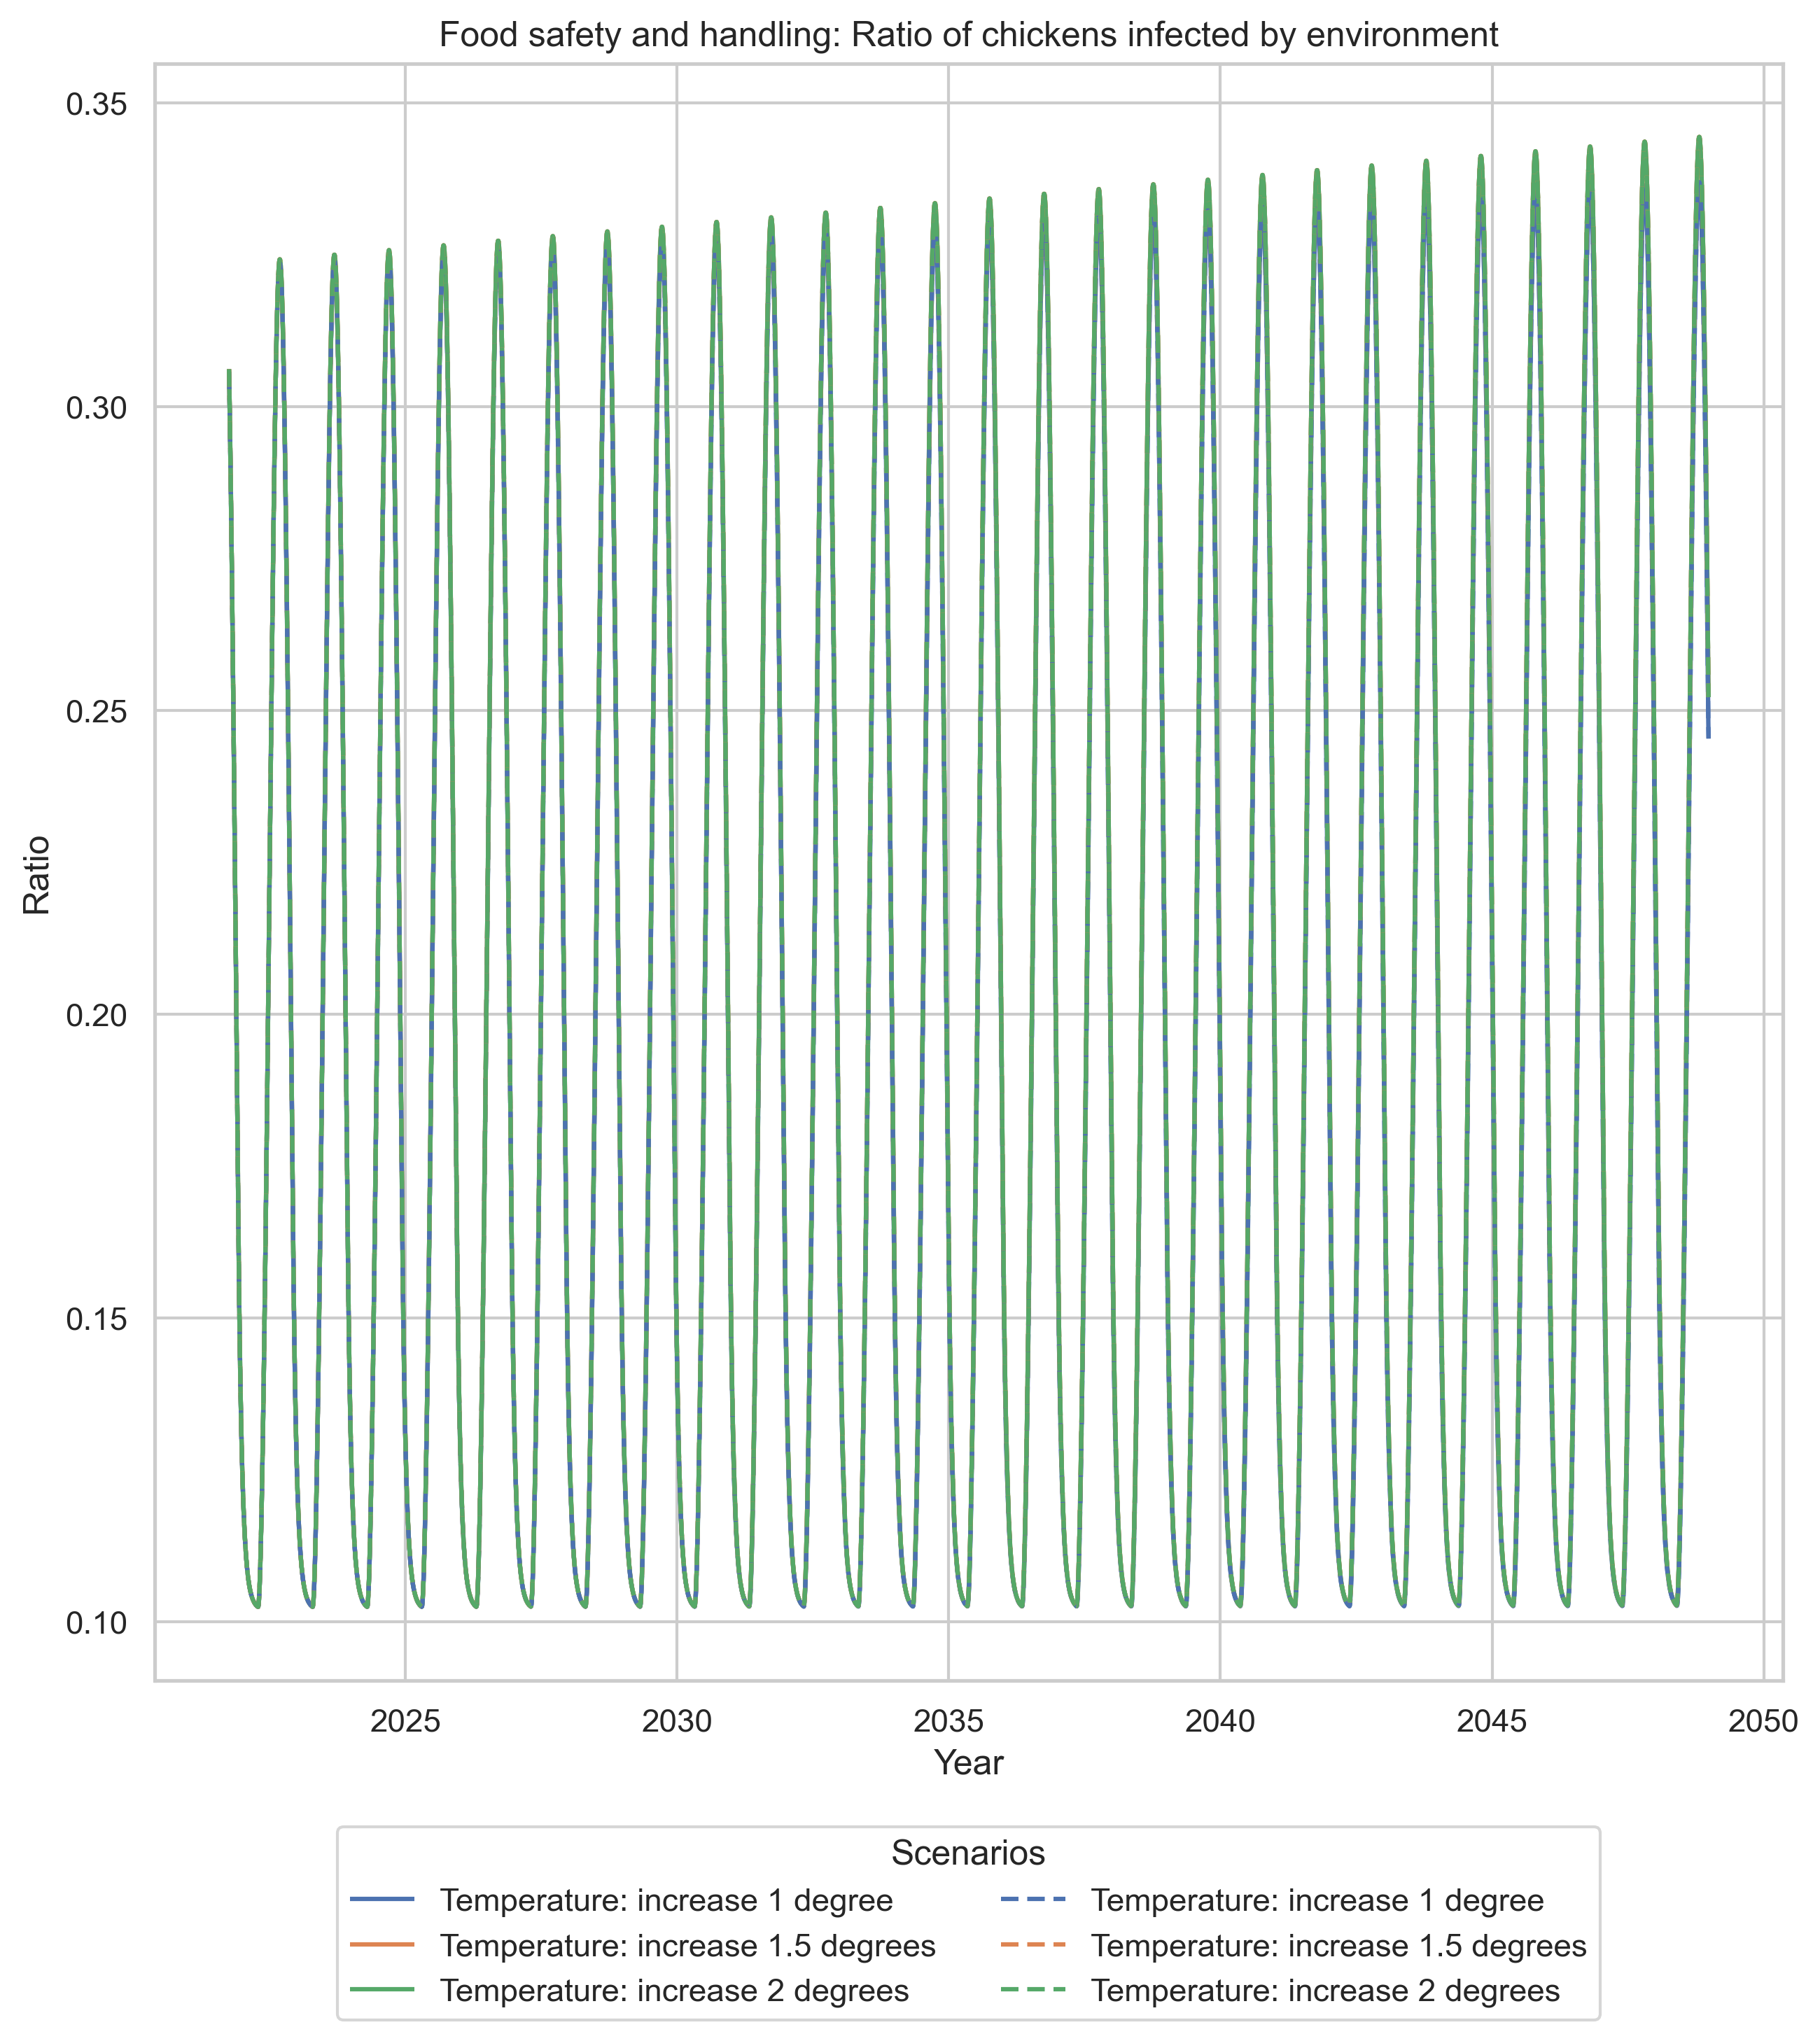 Food safety and handling: Ratio of chickens infected by environment
0.35
0.30
0.25
0.20
0.15
0.10
Ratio
2025 2030 2035 2040 2045 2050
Year
Scenarios
Temperature: increase 1 degree Temperature: increase 1 degree
Temperature: increase 1.5 degrees Temperature: increase 1.5 degrees
Temperature: increase 2 degrees Temperature: increase 2 degrees